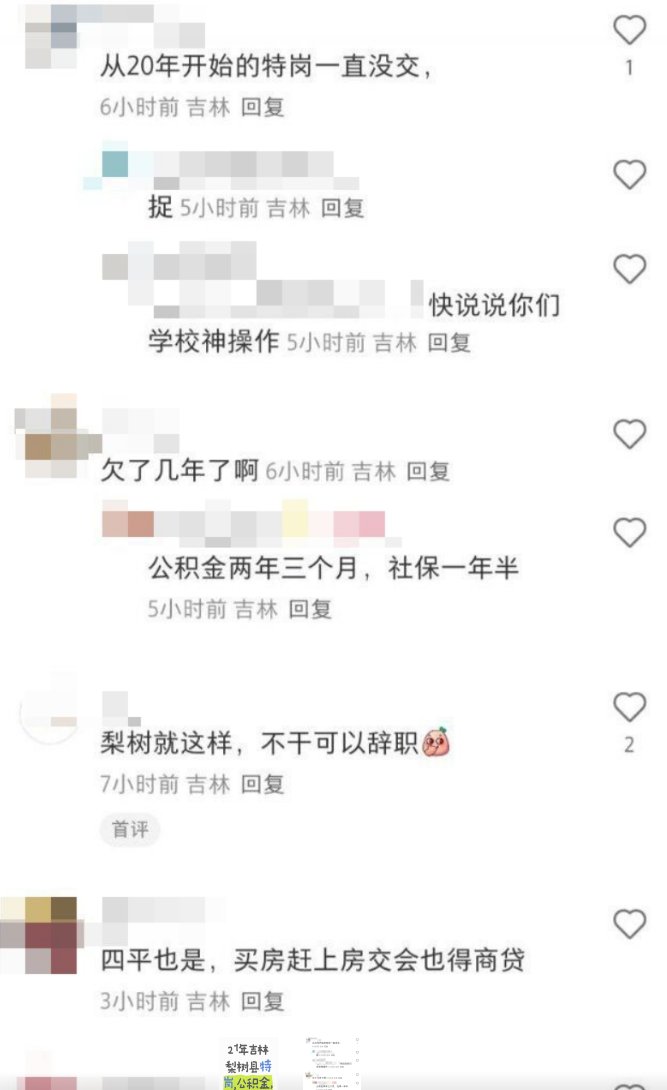 从20年开始的特岗一直没交，
1
6小时前 吉林 回复
捉 5小时前 吉林 回复
快说说你们
学校神操作 5小时前 吉林 回复
欠了几年了啊 6小时前 吉林 回复
公积金两年三个月，社保一年半
5小时前 吉林 回复
梨树就这样，不干可以辞职
2
7小时前 吉林 回复
首评
四平也是，买房赶上房交会也得商贷
3小时前 吉林 回复
21年吉林
梨树县特
岗,公积金,